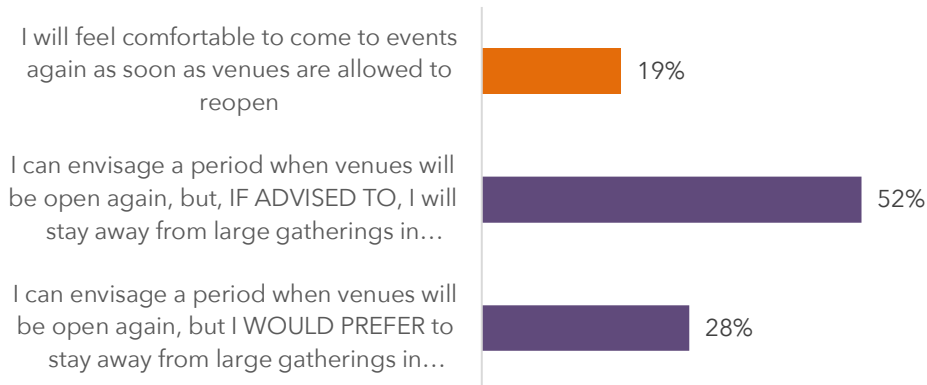 I will feel comfortable to come to events
again as soon as venues are allowed to
reopen
19%
I can envisage a period when venues will
be open again, but, IF ADVISED TO, I will
stay away from large gatherings in…
52%
I can envisage a period when venues will
be open again, but I WOULD PREFER to
stay away from large gatherings in…
28%